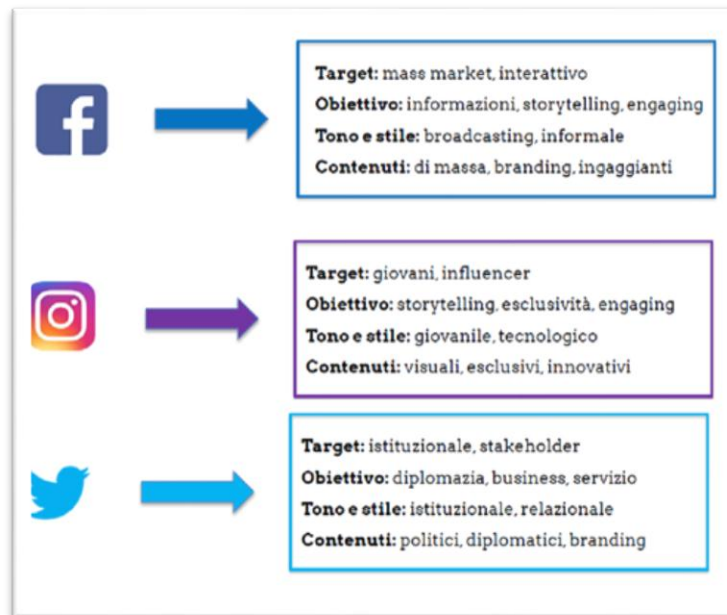 Target: mass market, interattivo
Obiettivo: informazioni, storytelling, engaging
Tono e stile: broadcasting, informale
Contenuti: di massa, branding, ingaggianti
Target: giovani, influencer
Obiettivo: storytelling, esclusività, engaging
Tono e stile: giovanile, tecnologico
Contenuti: visuali, esclusivi, innovativi
Target: istituzionale, stakeholder
Obiettivo: diplomazia, business, servizio
Tono e stile: istituzionale, relazionale
Contenuti: politici, diplomatici, branding